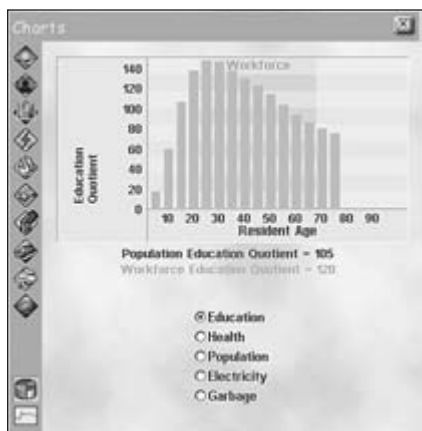 Charts
Workforce
140
120
100
80
60
40
20
0
Education
Quotient
10 20 30 40 50 60 70 80 90
Resident Age
Population Education Quotient = 105
Workforce Education Quotient = 120
Education
Health
Population
Electricity
Garbage